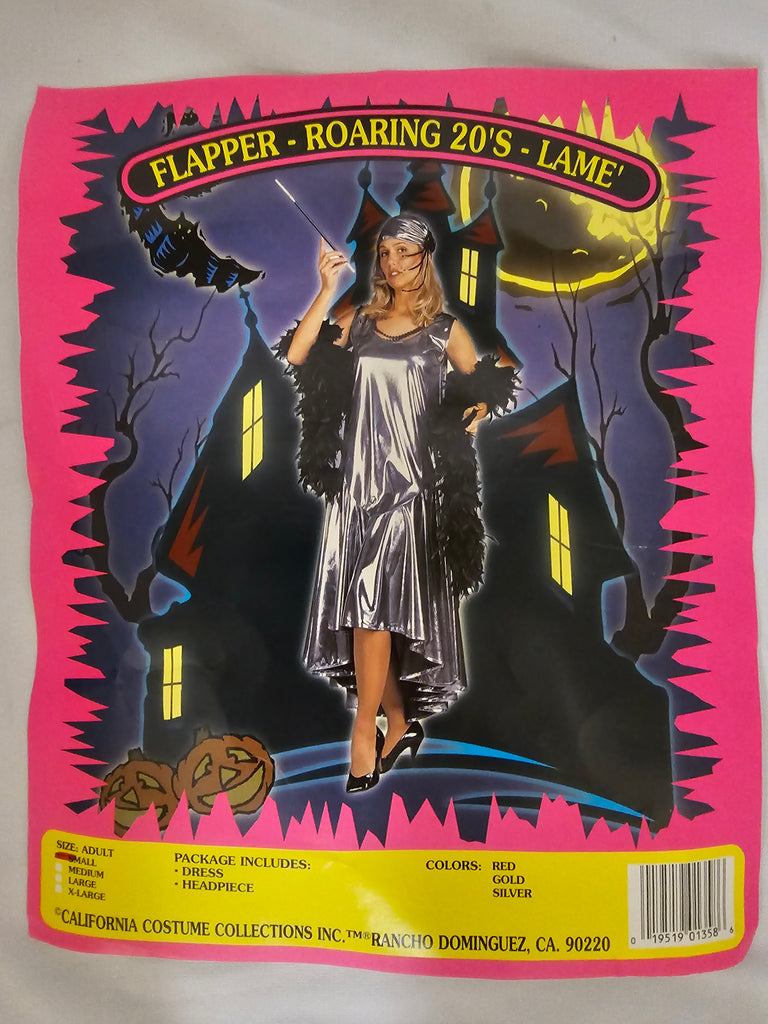 FLAPPER - ROARING 20'S - LAME'
SIZE: ADULT
SMALL
MEDIUM
LARGE
X-LARGE
PACKAGE INCLUDES:
• DRESS
• HEADPIECE
COLORS: RED
GOLD
SILVER
©CALIFORNIA COSTUME COLLECTIONS INC.™®RANCHO DOMINGUEZ, CA. 90220
0 19519 01358 6